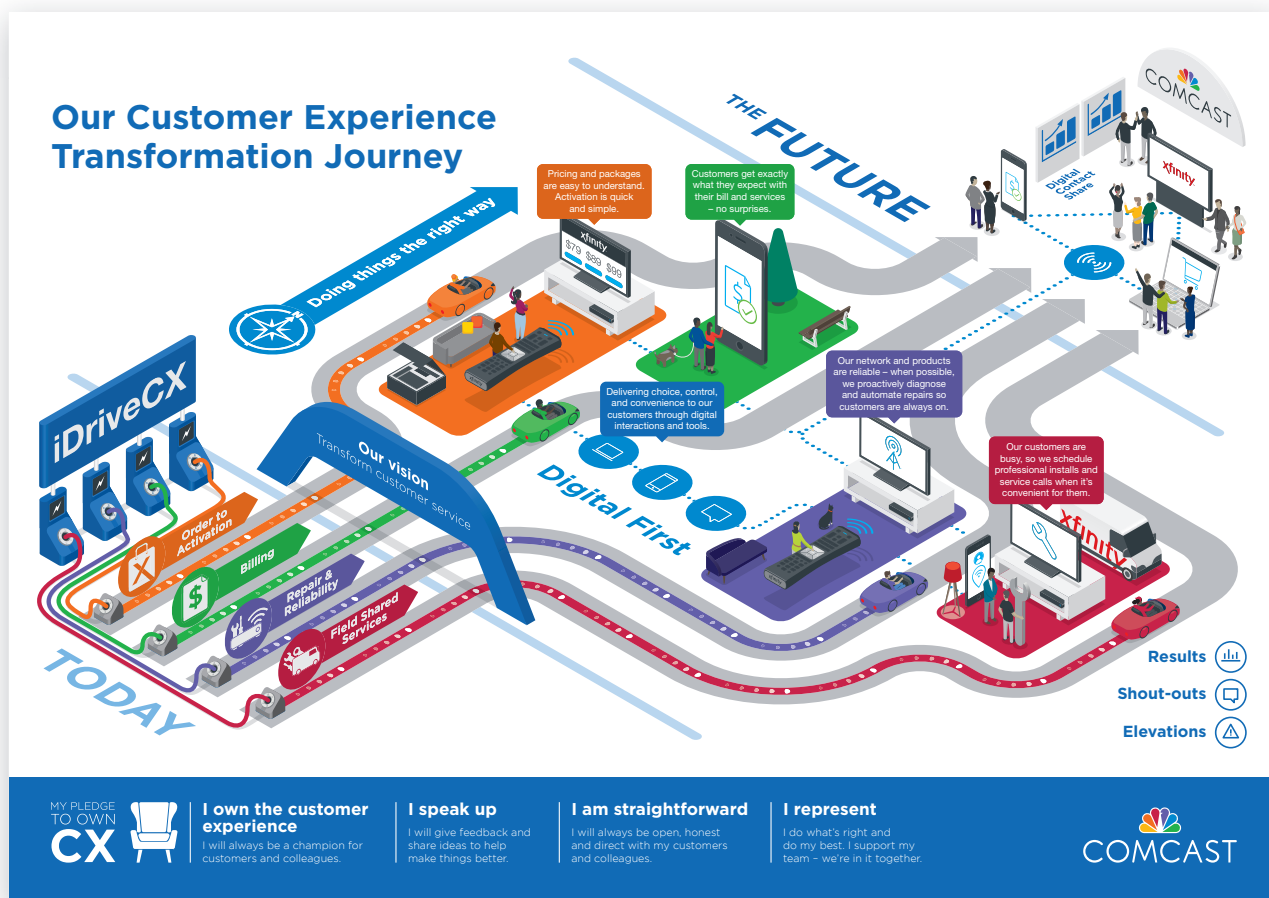 Our Customer Experience
Transformation Journey
Doing things the right way
N
THE
FUTURE
COMCAST
xfinity
Digital
Contact
Share
Pricing and packages
are easy to understand.
Activation is quick
and simple.
Customers get exactly
what they expect with
their bill and services
– no surprises.
xfinity
$79 $89 $99
$
$
iDriveCX
Our vision
Transform customer service
Delivering choice, control,
and convenience to our
customers through digital
interactions and tools.
Digital First
Our network and products
are reliable – when possible,
we proactively diagnose
and automate repairs so
customers are always on.
Our customers are
busy, so we schedule
professional installs and
service calls when it's
convenient for them.
xfinity
Order to
Activation
X
Billing
$
Repair &
Reliability
Field Shared
Services
TODAY
Results
Shout-outs
Elevations
MY PLEDGE
TO OWN
CX
I own the customer
experience
I will always be a champion for
customers and colleagues.
I speak up
I will give feedback and
share ideas to help
make things better.
I am straightforward
I will always be open, honest
and direct with my customers
and colleagues.
I represent
I do what's right and
do my best. I support my
team – we're in it together.
COMCAST